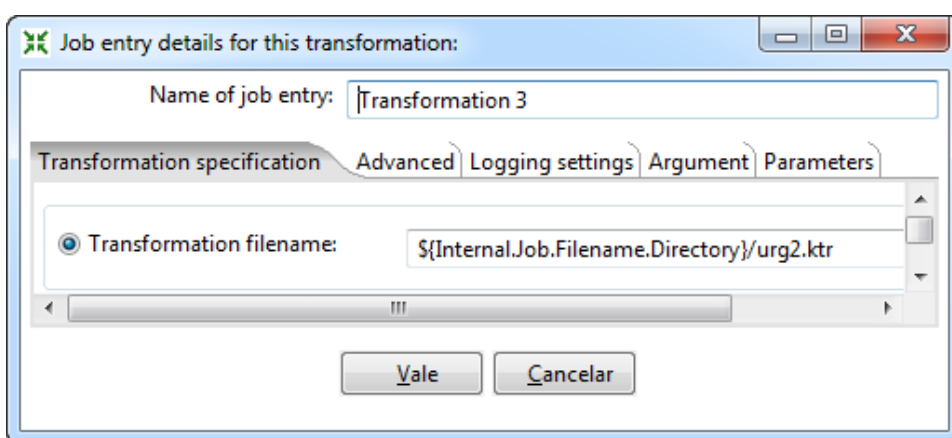 Job entry details for this transformation:
Name of job entry: Transformation 3
Transformation specification Advanced Logging settings Argument Parameters
Transformation filename: ${Internal.Job.Filename.Directory}/urg2.ktr
Vale Cancelar